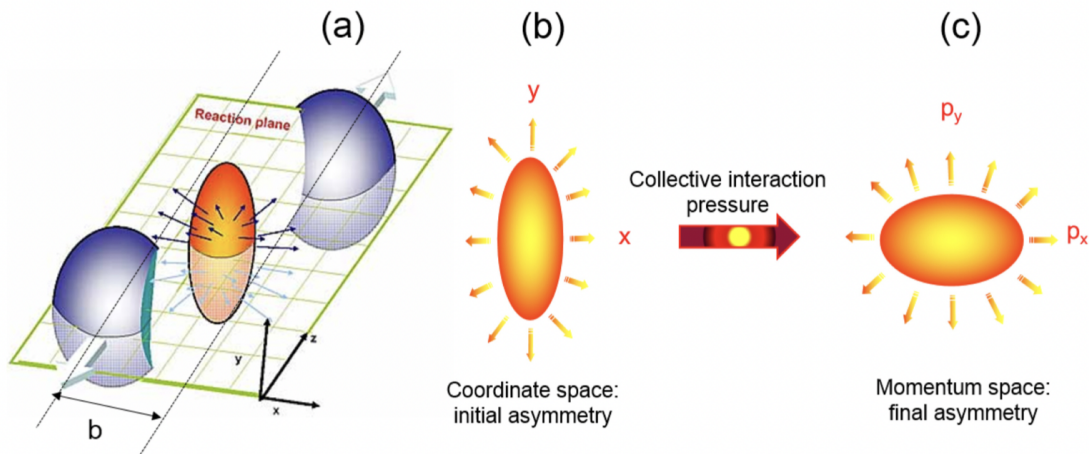 (a)
(b)
(c)
Reaction plane
y
z
x
b
y
x
Coordinate space:
initial asymmetry
Collective interaction
pressure
py
px
Momentum space:
final asymmetry